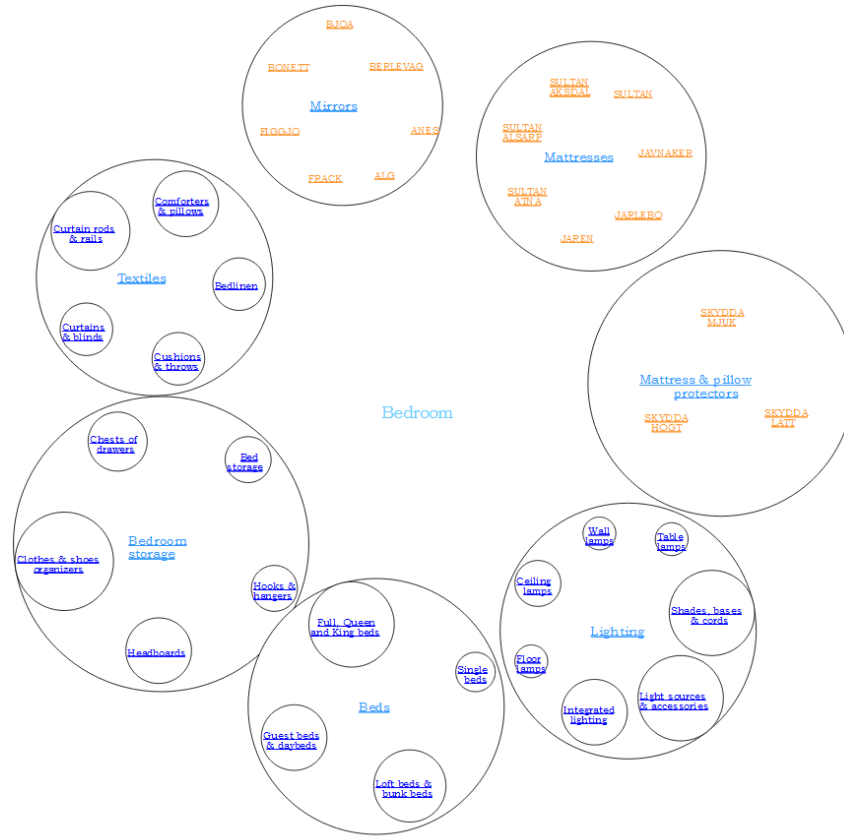 BJOA
BONETT
BERLEVAG
Mirrors
FIGGJO
ANES
FRACK
ALG
SULTAN
AKSDAL
SULTAN
SULTAN
ALSARP
Mattresses
JAVNAKER
SULTAN
ATNA
JARLEBO
JAREN
Comforters
& pillows
Curtain rods
& rails
Textiles
Bedlinen
Curtains
& blinds
Cushions
& throws
SKYDDA
MJUK
Mattress & pillow
protectors
SKYDDA
HOGT
SKYDDA
LATT
Bedroom
Chests of
drawers
Bed
storage
Bedroom
storage
Clothes & shoes
organizers
Hooks &
hangers
Headboards
Wall
lamps
Table
lamps
Ceiling
lamps
Shades, bases
& cords
Lighting
Floor
lamps
Light sources
& accessories
Integrated
lighting
Full, Queen
and King beds
Single
beds
Beds
Guest beds
& daybeds
Loft beds &
bunk beds